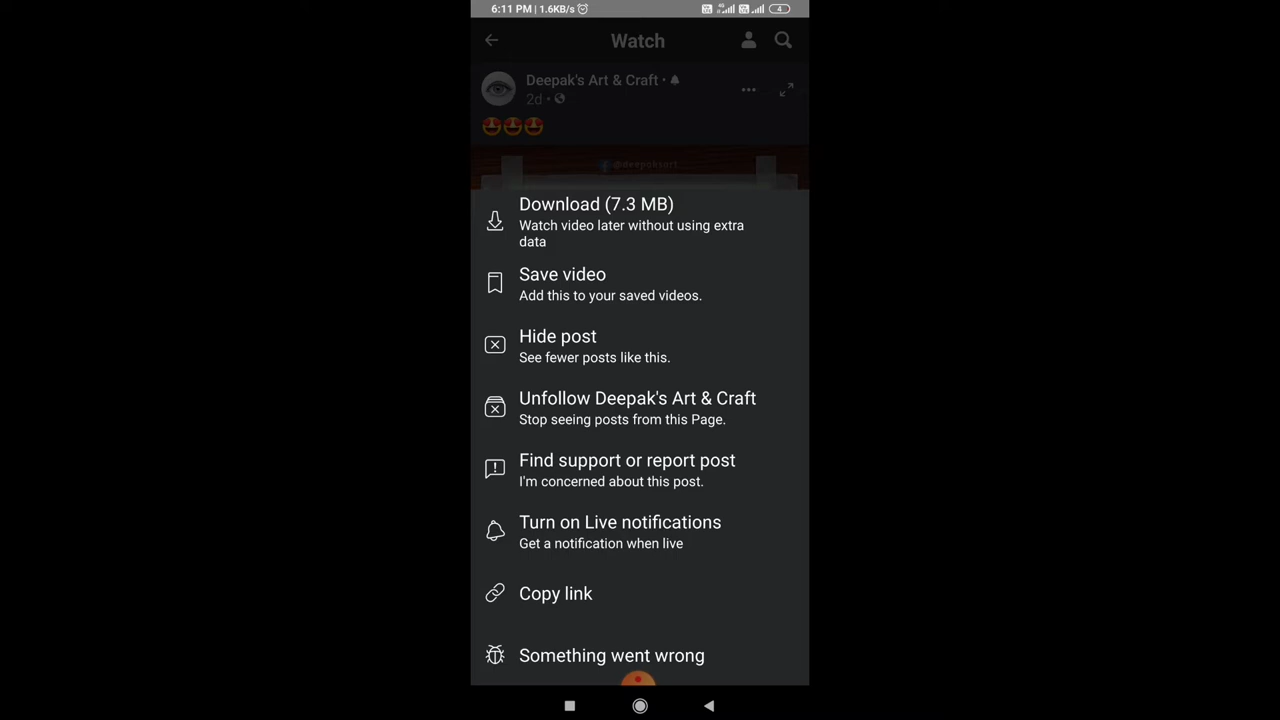 6:11 PM | 1.6KB/s
4G
4
Watch
Deepak's Art & Craft •
2d •
@deepaksart
Download (7.3 MB)
Watch video later without using extra
data
Save video
Add this to your saved videos.
Hide post
See fewer posts like this.
Unfollow Deepak's Art & Craft
Stop seeing posts from this Page.
Find support or report post
I'm concerned about this post.
Turn on Live notifications
Get a notification when live
Copy link
Something went wrong